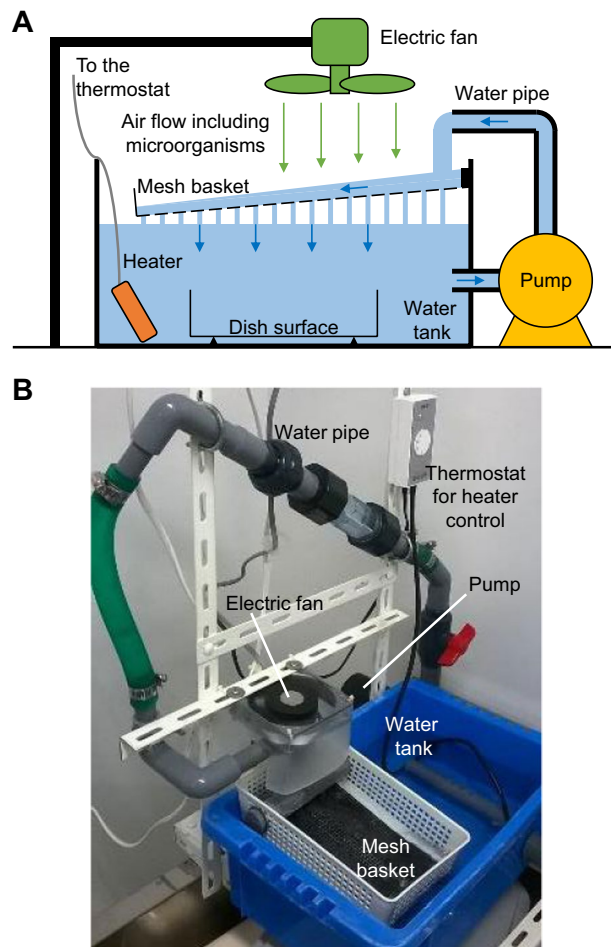 A
Electric fan
To the
thermostat
Water pipe
Air flow including
microorganisms
Mesh basket
Heater
Pump
Water
tank
Dish surface
B
Water pipe
Thermostat
for heater
control
Pump
Electric fan
Water
tank
Mesh
basket